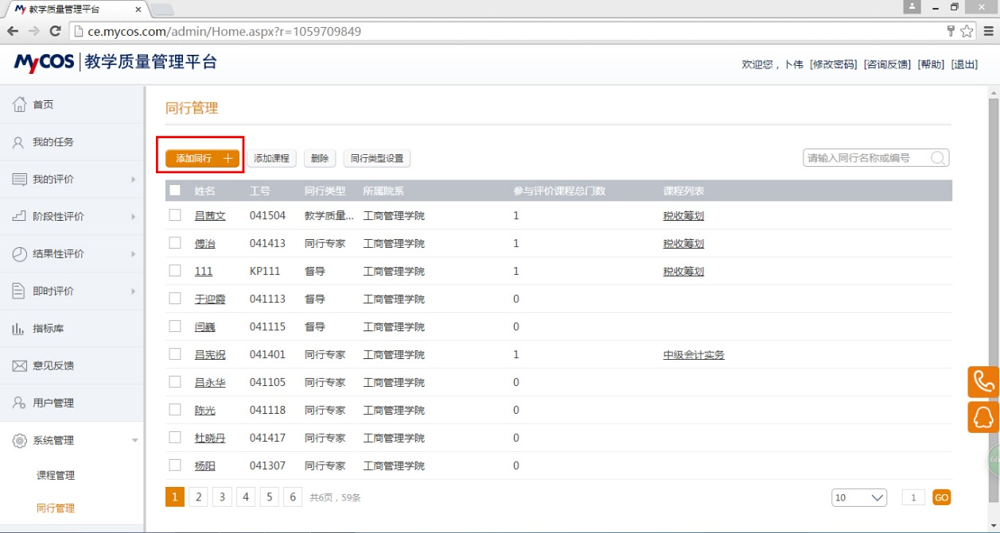 教学质量管理平台
ce.mycos.com/admin/Home.aspx?r=1059709849
MyCOS 教学质量管理平台
欢迎您，卜伟 [修改密码] [咨询反馈] [帮助] [退出]
首页
我的任务
我的评价
阶段性评价
结果性评价
即时评价
指标库
意见反馈
用户管理
系统管理
课程管理
同行管理
同行管理
添加同行 添加课程 删除 同行类型设置 请输入同行名称或编号
姓名 工号 同行类型 所属院系 参与评价课程总门数 课程列表
吕茜文 041504 教学质量... 工商管理学院 1 税收筹划
傅治 041413 同行专家 工商管理学院 1 税收筹划
111 KP111 督导 工商管理学院 1 税收筹划
于迎霞 041113 督导 工商管理学院 0
闫巍 041115 督导 工商管理学院 0
吕宪祝 041401 同行专家 工商管理学院 1 中级会计实务
吕永华 041105 同行专家 工商管理学院 0
陈光 041118 同行专家 工商管理学院 0
杜晓丹 041417 同行专家 工商管理学院 0
杨阳 041307 同行专家 工商管理学院 0
1 2 3 4 5 6 共6页，59条 10 1 GO